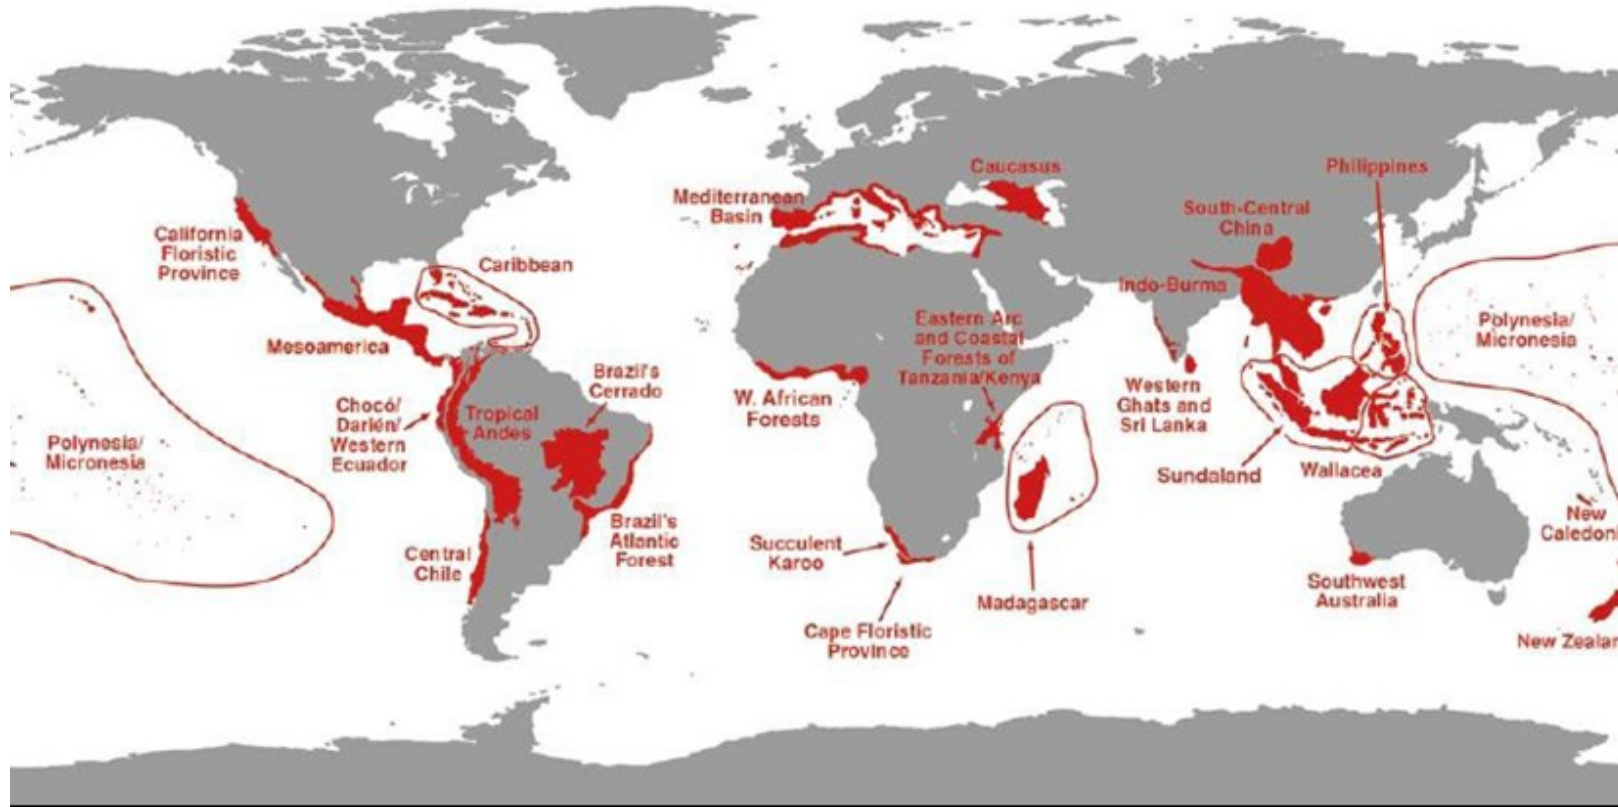 Caucasus
Philippines
Mediterranean
Basin
South-Central
China
California
Floristic
Province
Caribbean
Indo-Burma
Eastern Arc
and Coastal
Forests of
Tanzania/Kenya
Polynesia/
Micronesia
Mesoamerica
Brazil's
Cerrado
W. African
Forests
Western
Ghats and
Sri Lanka
Chocó/
Darién/
Western
Ecuador
Tropical
Andes
Polynesia/
Micronesia
Sundaland
Wallacea
Brazil's
Atlantic
Forest
New
Caledoni
Central
Chile
Succulent
Karoo
Madagascar
Southwest
Australia
Cape Floristic
Province
New Zealan